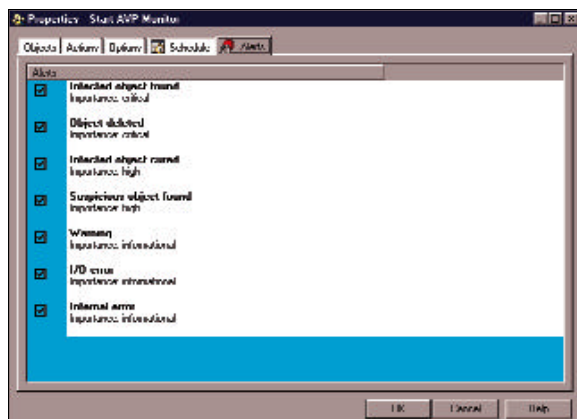 Properties - Start AVP Monitor
Objects Actions Options Schedule Alerts
Alerts
Infected object found
Importance: critical
Object deleted
Importance: critical
Infected object cured
Importance: high
Suspicious object found
Importance: high
Warning
Importance: informational
I/O error
Importance: informational
Internal error
Importance: informational
OK Cancel Help